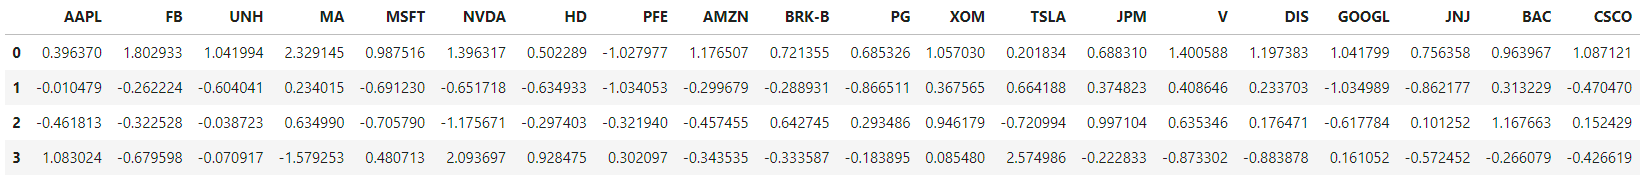 AAPL FB UNH MA MSFT NVDA HD PFE AMZN BRK-B PG XOM TSLA JPM V DIS GOOGL JNJ BAC CSCO
0 0.396370 1.802933 1.041994 2.329145 0.987516 1.396317 0.502289 -1.027977 1.176507 0.721355 0.685326 1.057030 0.201834 0.688310 1.400588 1.197383 1.041799 0.756358 0.963967 1.087121
1 -0.010479 -0.262224 -0.604041 0.234015 -0.691230 -0.651718 -0.634933 -1.034053 -0.299679 -0.288931 -0.866511 0.367565 0.664188 0.374823 0.408646 0.233703 -1.034989 -0.862177 0.313229 -0.470470
2 -0.461813 -0.322528 -0.038723 0.634990 -0.705790 -1.175671 -0.297403 -0.321940 -0.457455 0.642745 0.293486 0.946179 -0.720994 0.997104 0.635346 0.176471 -0.617784 0.101252 1.167663 0.152429
3 1.083024 -0.679598 -0.070917 -1.579253 0.480713 2.093697 0.928475 0.302097 -0.343535 -0.333587 -0.183895 0.085480 2.574986 -0.222833 -0.873302 -0.883878 0.161052 -0.572452 -0.266079 -0.426619